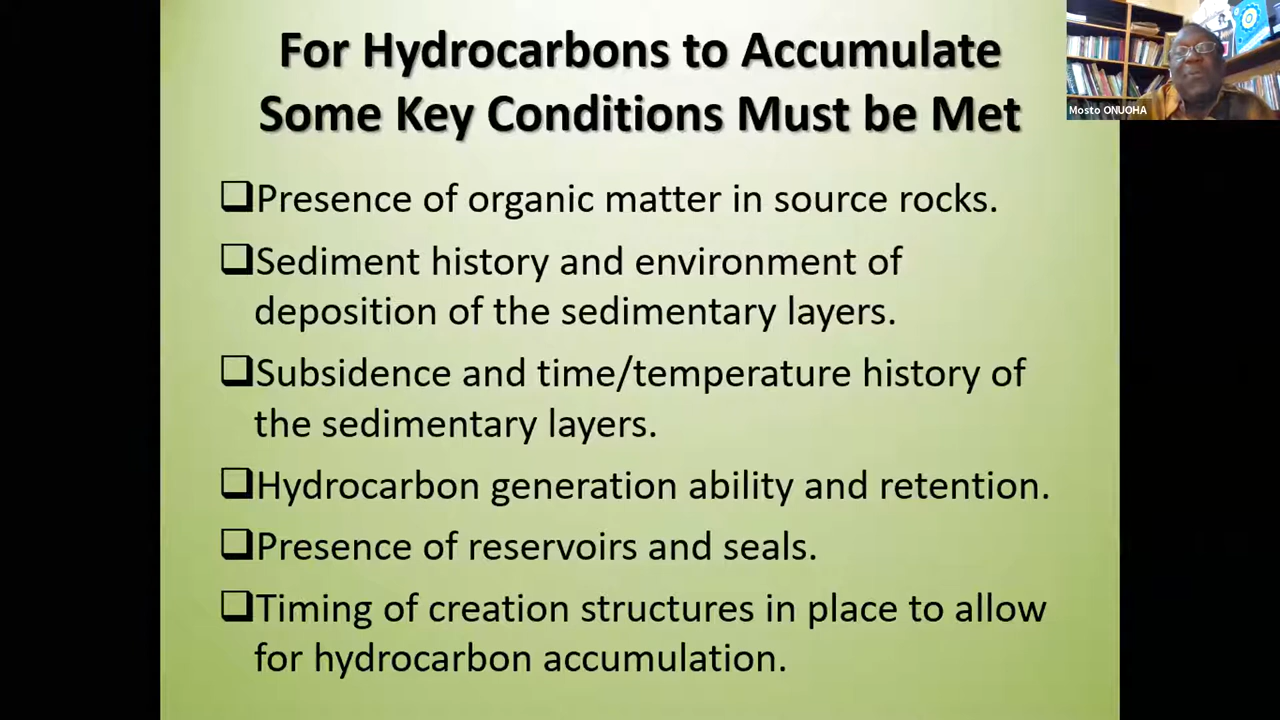 For Hydrocarbons to Accumulate
Some Key Conditions Must be Met
Mosto ONUOHA
❑Presence of organic matter in source rocks.
❑Sediment history and environment of
deposition of the sedimentary layers.
❑Subsidence and time/temperature history of
the sedimentary layers.
❑Hydrocarbon generation ability and retention.
❑Presence of reservoirs and seals.
❑Timing of creation structures in place to allow
for hydrocarbon accumulation.